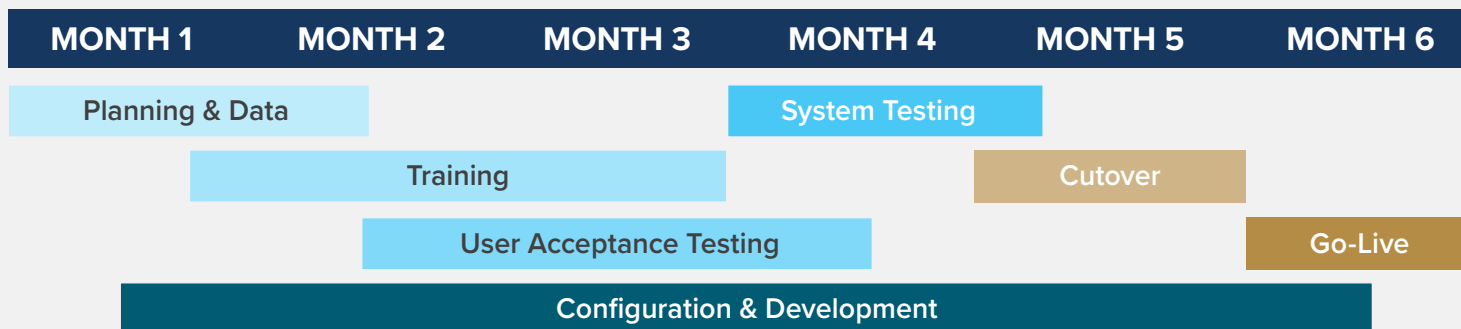 MONTH 1 MONTH 2 MONTH 3 MONTH 4 MONTH 5 MONTH 6
Planning & Data System Testing
Training Cutover
User Acceptance Testing Go-Live
Configuration & Development